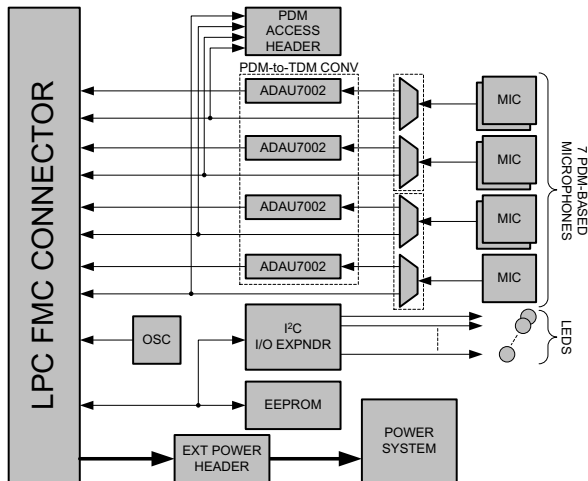 LPC FMC CONNECTOR
PDM
ACCESS
HEADER
PDM-to-TDM CONV
ADAU7002
MIC
ADAU7002
MIC
ADAU7002
MIC
ADAU7002
MIC
7 PDM-BASED
MICROPHONES
OSC
I²C
I/O EXPNDR
LEDS
EEPROM
EXT POWER
HEADER
POWER
SYSTEM